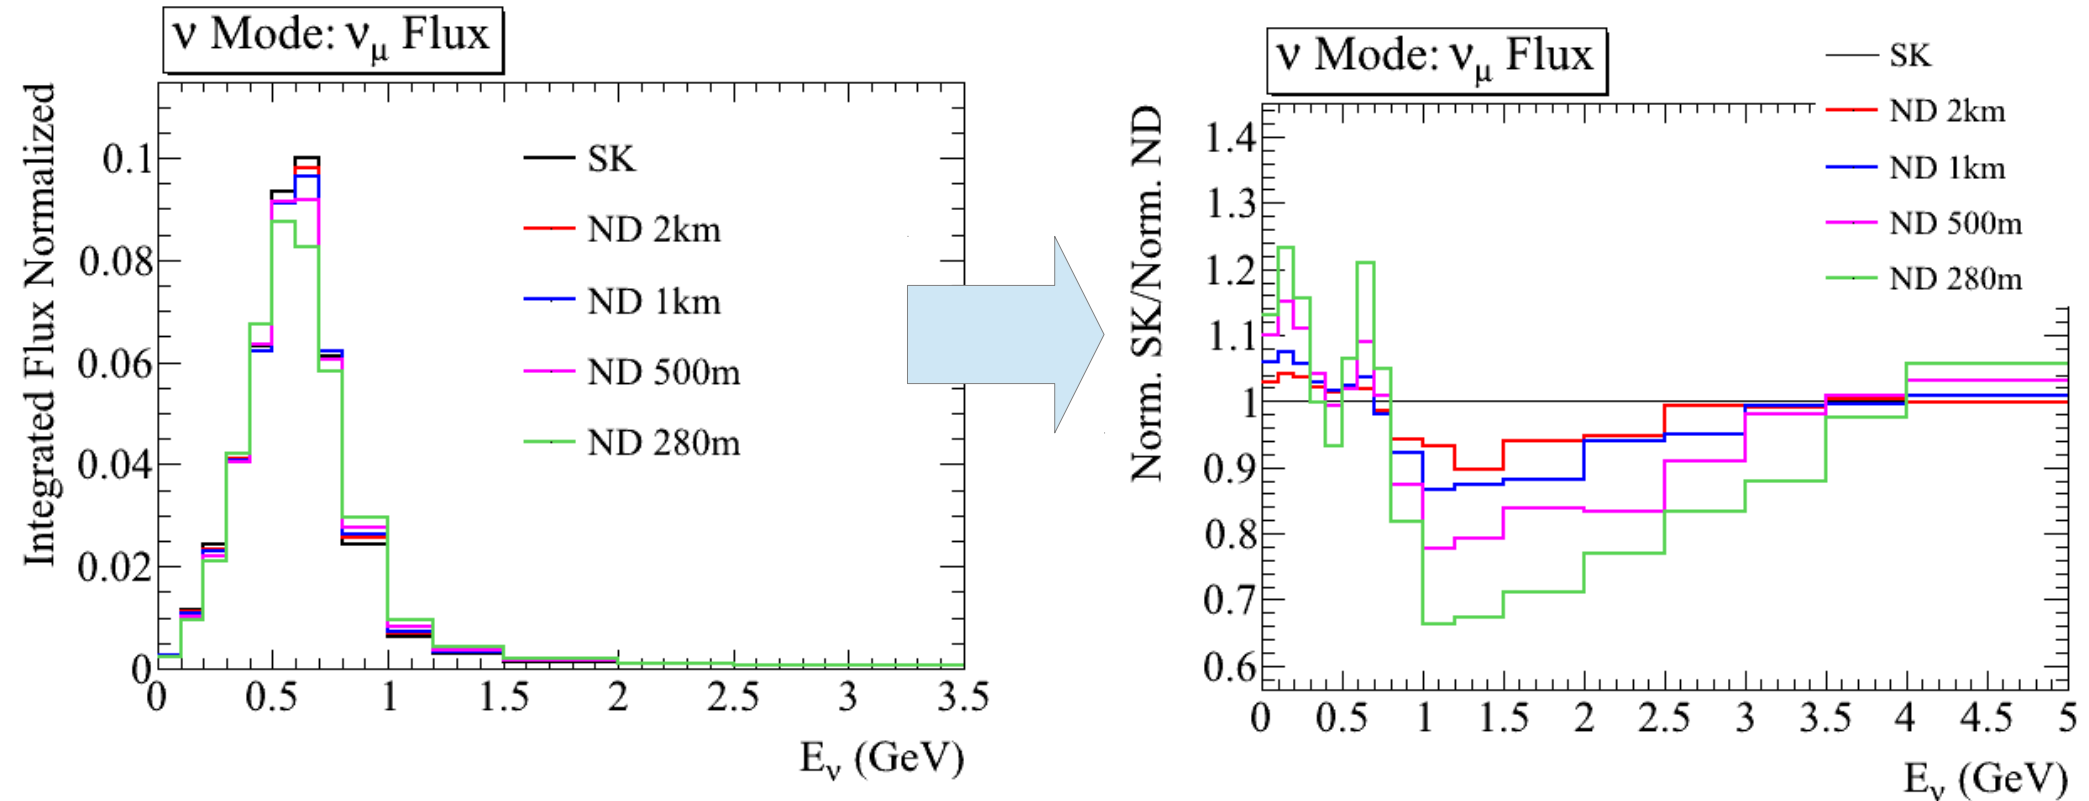 ν Mode: νμ Flux
Integrated Flux Normalized
0.1
0.08
0.06
0.04
0.02
0
SK
ND 2km
ND 1km
ND 500m
ND 280m
0 0.5 1 1.5 2 2.5 3 3.5
Eν (GeV)
ν Mode: νμ Flux
SK
ND 2km
ND 1km
ND 500m
ND 280m
Norm. SK/Norm. ND
1.4
1.3
1.2
1.1
1
0.9
0.8
0.7
0.6
0 0.5 1 1.5 2 2.5 3 3.5 4 4.5 5
Eν (GeV)